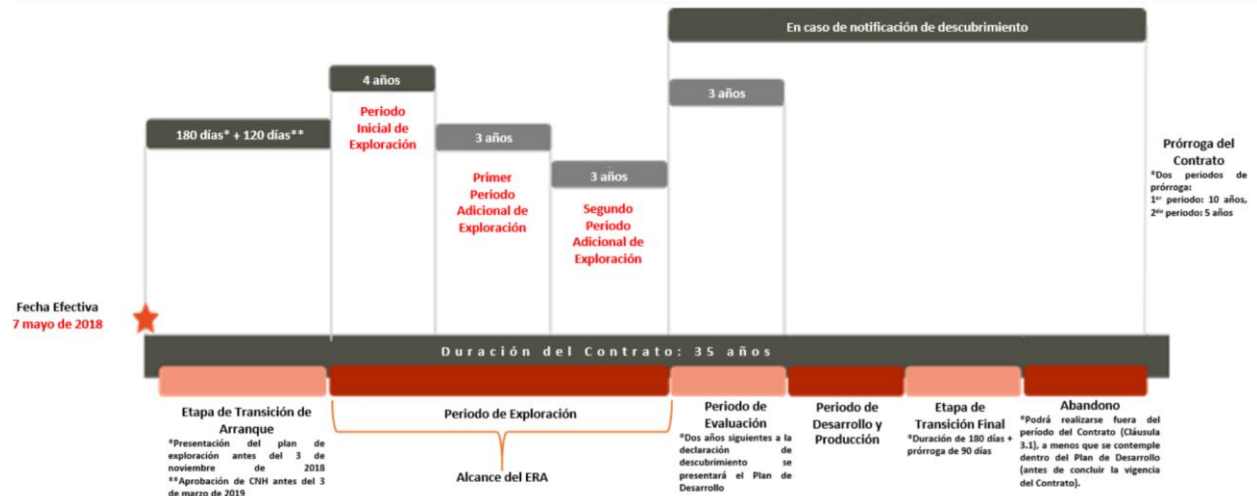 En caso de notificación de descubrimiento
4 años
3 años
180 días* + 120 días**
Periodo
Inicial de
Exploración
3 años
Primer
Periodo
Adicional de
Exploración
3 años
Segundo
Periodo
Adicional de
Exploración
Prórroga del
Contrato
*Dos periodos de
prórroga:
1er periodo: 10 años,
2do periodo: 5 años
Fecha Efectiva
7 mayo de 2018
Duración del Contrato: 35 años
Etapa de Transición de
Arranque
*Presentación del plan de
exploración antes del 3 de
noviembre de 2018
**Aprobación de CNH antes del 3
de marzo de 2019
Periodo de Exploración
Alcance del ERA
Periodo de
Evaluación
*Dos años siguientes a la
declaración de
descubrimiento se
presentará el Plan de
Desarrollo
Periodo de
Desarrollo y
Producción
Etapa de
Transición Final
*Duración de 180 días +
prórroga de 90 días
Abandono
*Podrá realizarse fuera del
período del Contrato (Cláusula
3.1), a menos que se contemple
dentro del Plan de Desarrollo
(antes de concluir la vigencia
del Contrato).